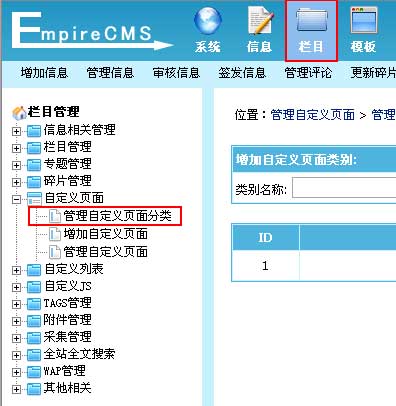 EmpireCMS
系统 信息 栏目 模板
增加信息 管理信息 审核信息 签发信息 管理评论 更新碎片
栏目管理
信息相关管理
栏目管理
专题管理
碎片管理
自定义页面
管理自定义页面分类
增加自定义页面
管理自定义页面
自定义列表
自定义JS
TAGS管理
附件管理
采集管理
全站全文搜索
WAP管理
其他相关
位置：管理自定义页面 > 管理
增加自定义页面类别:
类别名称:
ID
1